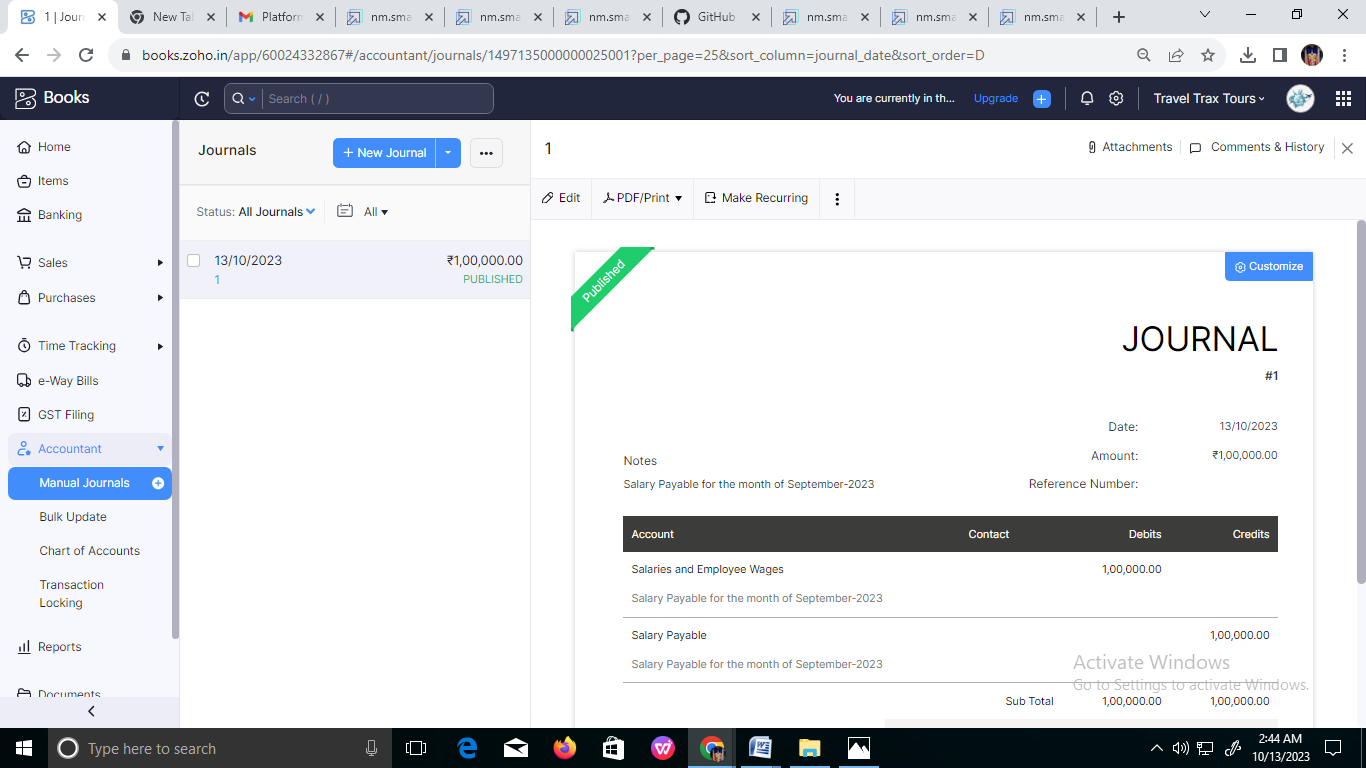 1 | Jour
New Tal
Platforn
nm.sma
nm.sma
nm.sma
GitHub
nm.sma
nm.sma
nm.sma
books.zoho.in/app/60024332867#/accountant/journals/1497135000000025001?per_page=25&sort_column=journal_date&sort_order=D
Books
Search ( / )
You are currently in th...
Upgrade
Travel Trax Tours
Home
Items
Banking
Sales
Purchases
Time Tracking
e-Way Bills
GST Filing
Accountant
Manual Journals
Bulk Update
Chart of Accounts
Transaction
Locking
Reports
Documents
Journals
+ New Journal
Status: All Journals
All
13/10/2023 ₹1,00,000.00
1 PUBLISHED
1
Attachments
Comments & History
Edit
PDF/Print
Make Recurring
Published
Customize
JOURNAL
#1
Date: 13/10/2023
Amount: ₹1,00,000.00
Reference Number:
Notes
Salary Payable for the month of September-2023
Account Contact Debits Credits
Salaries and Employee Wages 1,00,000.00
Salary Payable for the month of September-2023
Salary Payable 1,00,000.00
Salary Payable for the month of September-2023
Sub Total 1,00,000.00 1,00,000.00
Activate Windows
Go to Settings to activate Windows.
Type here to search
2:44 AM
10/13/2023